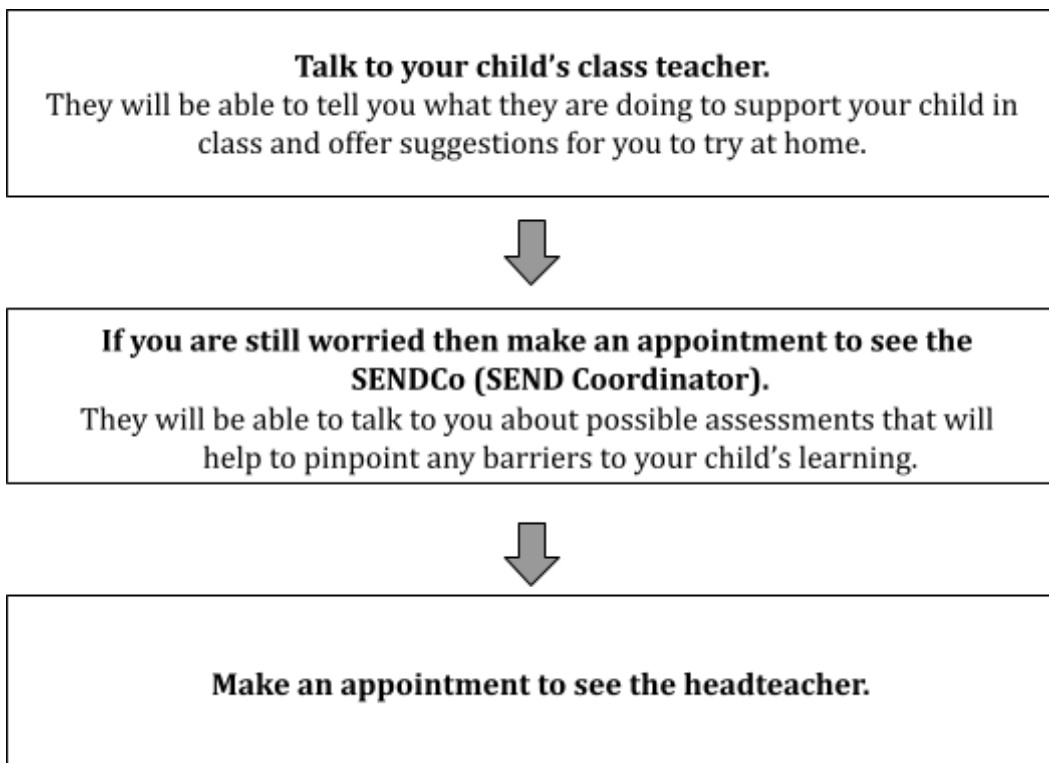 Talk to your child’s class teacher.
They will be able to tell you what they are doing to support your child in
class and offer suggestions for you to try at home.
If you are still worried then make an appointment to see the
SENDCo (SEND Coordinator).
They will be able to talk to you about possible assessments that will
help to pinpoint any barriers to your child’s learning.
Make an appointment to see the headteacher.